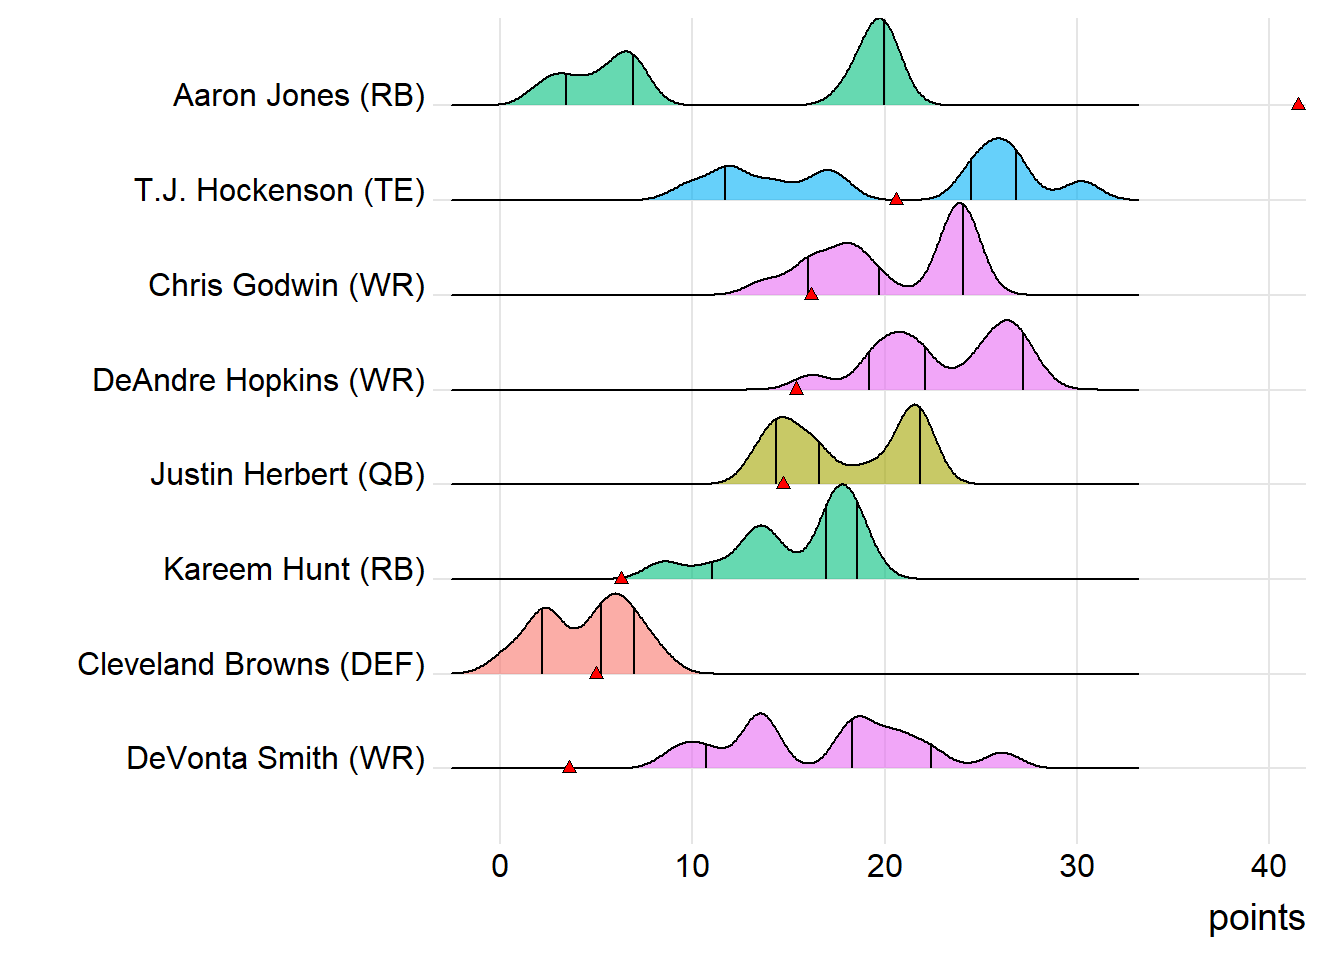 Aaron Jones (RB)
T.J. Hockenson (TE)
Chris Godwin (WR)
DeAndre Hopkins (WR)
Justin Herbert (QB)
Kareem Hunt (RB)
Cleveland Browns (DEF)
DeVonta Smith (WR)
0 10 20 30 40
points